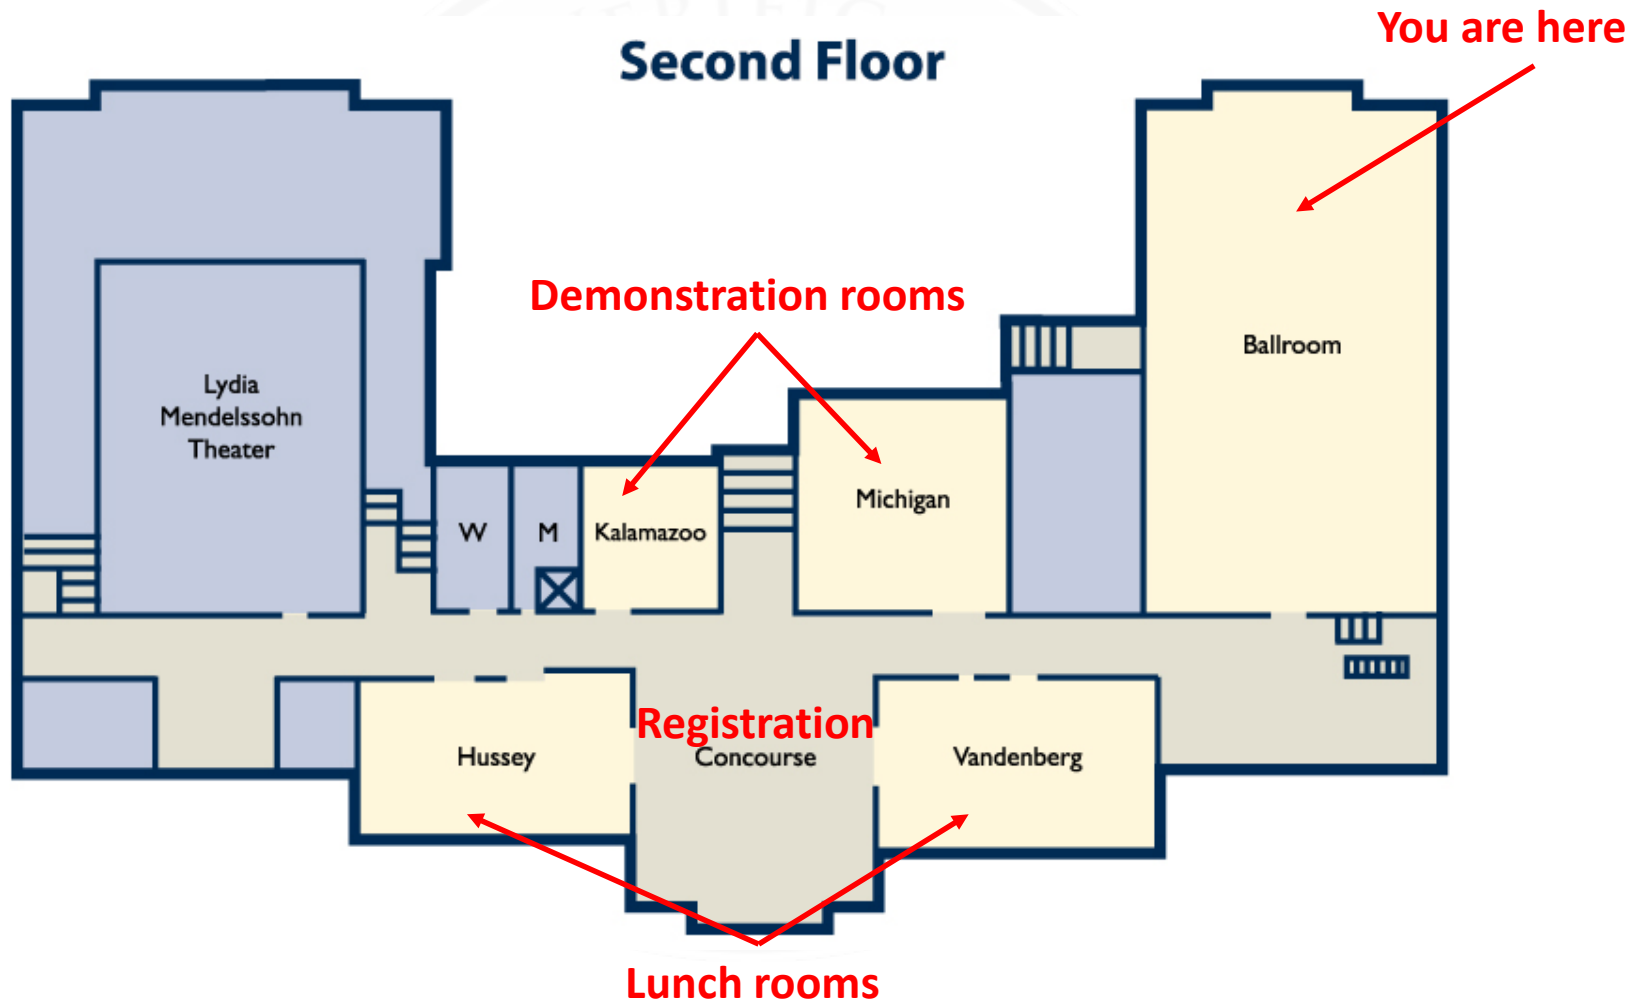 Second Floor
You are here
Demonstration rooms
Ballroom
Lydia
Mendelssohn
Theater
Michigan
W
M
Kalamazoo
Registration
Hussey
Concourse
Vandenberg
Lunch rooms